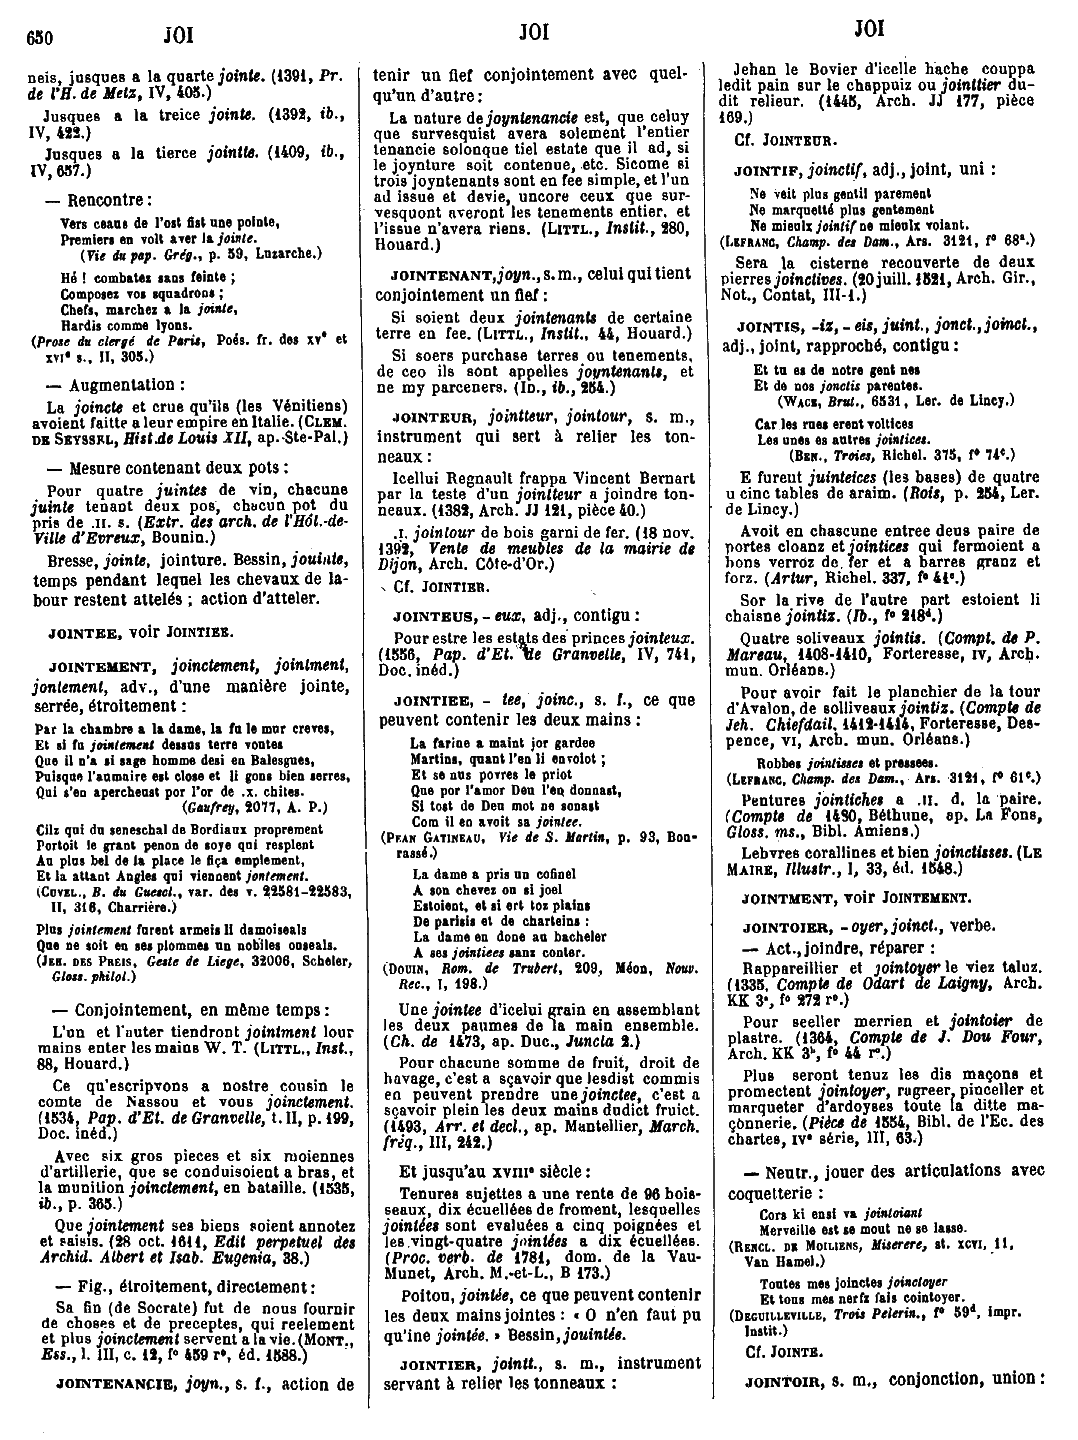 650
JOI
JOI
JOI
neis, jusques a la quarte jointe. (1391, Pr.
de l'H. de Metz, IV, 405.)
Jusques a la treice jointe. (1392, ib.,
IV, 422.)
Jusques a la tierce jointte. (1409, ib.,
IV, 657.)
— Rencontre :
Vers ceaus de l'ost fist une pointe,
Premiers en volt aver la jointe.
(Vie du pap. Grég., p. 59, Luzarche.)
Hé ! combatez sans feinte ;
Composez vos squadrons ;
Chefs, marchez a la jointe,
Hardis comme lyons.
(Prose du clergé de Paris, Poés. fr. des xve et
xvie s., II, 305.)
— Augmentation :
La joincte et crue qu'ils (les Vénitiens)
avoient faitte a leur empire en Italie. (CLEM.
DE SEYSSEL, Hist. de Louis XII, ap. Ste-Pal.)
— Mesure contenant deux pots :
Pour quatre juintes de vin, chacune
juinte tenant deux pos, chacun pot du
pris de .II. s. (Extr. des arch. de l'Hôt.-de-
Ville d'Evreux, Bounin.)
Bresse, jointe, jointure. Bessin, jouinte,
temps pendant lequel les chevaux de la-
bour restent attelés ; action d'atteler.
JOINTEE, voir JOINTIEE.
JOINTEMENT, joinctement, jointment,
jontement, adv., d'une manière jointe,
serrée, étroitement :
Par la chambre a la dame, la fu le mur creves,
Et si fu jointement dessus terre voutes
Que il n'a si sage homme desi en Balesgues,
Puisque l'aumaire est close et li gons bien serres,
Qui s'en apercheust por l'or de .x. chites.
(Gaufrey, 2077, A. P.)
Cilz qui du seneschal de Bordiaux proprement
Portoit le grant penon de soye qui resplent
Au plus bel de la place le fiça emplement,
Et la attant Angles qui viennent jontement.
(CUVEL., B. du Guescl., var. des v. 22581-22583,
II, 316, Charrière.)
Plus jointement furent armeis li damoiseals
Que ne soit en ses plommes un nobiles onseals.
(JEH. DES PREIS, Geste de Liege, 32006, Scheler,
Gloss. philol.)
— Conjointement, en même temps :
L'un et l'auter tiendront jointment lour
mains enter les mains W. T. (LITTL., Inst.,
88, Houard.)
Ce qu'escripvons a nostre cousin le
comte de Nassou et vous joinctement.
(1534, Pap. d'Et. de Granvelle, t. II, p. 199,
Doc. inéd.)
Avec six gros pieces et six moiennes
d'artillerie, que se conduisoient a bras, et
la munition joinctement, en bataille. (1535,
ib., p. 365.)
Que jointement ses biens soient annotez
et saisis. (28 oct. 1611, Edit perpetuel des
Archid. Albert et Isab. Eugenia, 38.)
— Fig., étroitement, directement :
Sa fin (de Socrate) fut de nous fournir
de choses et de preceptes, qui reelement
et plus joinctement servent a la vie. (MONT.,
Ess., l. III, c. 12, fo 459 ro, éd. 1588.)
JOINTENANCIE, joyn., s. f., action de
tenir un fief conjointement avec quel-
qu'un d'autre :
La nature de joyntenancie est, que celuy
que survesquist avera solement l'entier
tenancie solonque tiel estate que il ad, si
le joynture soit contenue, etc. Sicome si
trois joyntenants sont en fee simple, et l'un
ad issue et devie, uncore ceux que sur-
vesquont averont les tenements entier, et
l'issue n'avera riens. (LITTL., Instit., 280,
Houard.)
JOINTENANT, joyn., s. m., celui qui tient
conjointement un fief :
Si soient deux jointenants de certaine
terre en fee. (LITTL., Instit., 44, Houard.)
Si soers purchase terres ou tenements,
de ceo ils sont appelles joyntenants, et
ne my parceners. (ID., ib., 254.)
JOINTEUR, jointteur, jointour, s. m.,
instrument qui sert à relier les ton-
neaux :
Icellui Regnault frappa Vincent Bernart
par la teste d'un jointteur a joindre ton-
neaux. (1382, Arch. JJ 121, pièce 40.)
.I. jointour de bois garni de fer. (18 nov.
1392, Vente de meubles de la mairie de
Dijon, Arch. Côte-d'Or.)
Cf. JOINTIER.
JOINTEUS, - eux, adj., contigu :
Pour estre les estats des princes jointeux.
(1556, Pap. d'Et. de Granvelle, IV, 741,
Doc. inéd.)
JOINTIEE, - tee, joinc., s. f., ce que
peuvent contenir les deux mains :
La farine a maint jor gardee
Martins, quant l'en li envolot ;
Et se nus povres le priot
Que por l'amor Deu l'en donnast,
Si tost de Deu mot ne sonast
Com il en avoit sa jointee.
(PEAN GATINEAU, Vie de S. Martin, p. 93, Bou-
rassé.)
La dame a pris un cofinel
A son chevez ou si joel
Estoient, et si ert toz plains
De parisis et de charteins :
La dame en done au bacheler
A ses jointiees sanz conter.
(DOUIN, Rom. de Trubert, 209, Méon, Nouv.
Rec., I, 198.)
Une jointee d'icelui grain en assemblant
les deux paumes de la main ensemble.
(Ch. de 1473, ap. Duc., Juncta 2.)
Pour chacune somme de fruit, droit de
havage, c'est a sçavoir que lesdist commis
en peuvent prendre une joinctee, c'est a
sçavoir plein les deux mains dudict fruict.
(1493, Arr. et decl., ap. Mantellier, March.
fréq., III, 242.)
Et jusqu'au xviiie siècle :
Tenures sujettes a une rente de 96 bois-
seaux, dix écuellées de froment, lesquelles
jointées sont evaluées a cinq poignées et
les vingt-quatre jointées a dix écuellées.
(Proc. verb. de 1781, dom. de la Vau-
Munet, Arch. M.-et-L., B 173.)
Poitou, jointée, ce que peuvent contenir
les deux mains jointes : « O n'en faut pu
qu'ine jointée. » Bessin, jouintée.
JOINTIER, jointt., s. m., instrument
servant à relier les tonneaux :
Jehan le Bovier d'icelle hache couppa
ledit pain sur le chappuiz ou jointtier du-
dit relieur. (1445, Arch. JJ 177, pièce
169.)
Cf. JOINTEUR.
JOINTIF, joinctif, adj., joint, uni :
Ne veit plus gentil parement
Ne marquetté plus gentement
Ne mieulx jointif ne mieulx volant.
(LEFRANC, Champ. des Dam., Ars. 3121, fo 68a.)
Sera la cisterne recouverte de deux
pierres joinctives. (20 juill. 1521, Arch. Gir.,
Not., Contat, III-1.)
JOINTIS, -iz, - eis, juint., jonct., joinct.,
adj., joint, rapproché, contigu :
Et tu es de notre gent nes
Et de nos jonctis parentes.
(WACE, Brut., 6531, Ler. de Lincy.)
Car les rues erent voltices
Les unes es autres jointices.
(BEN., Troies, Richel. 375, fo 74c.)
E furent juinteices (les bases) de quatre
u cinc tables de araim. (Rois, p. 254, Ler.
de Lincy.)
Avoit en chascune entree deus paire de
portes cloanz et jointices qui fermoient a
bons verroz de fer et a barres granz et
forz. (Artur, Richel. 337, fo 41c.)
Sor la rive de l'autre part estoient li
chaisne jointiz. (Ib., fo 218d.)
Quatre soliveaux jointis. (Compt. de P.
Mareau, 1408-1410, Forteresse, IV, Arch.
mun. Orléans.)
Pour avoir fait le planchier de la tour
d'Avalon, de solliveaux jointiz. (Compte de
Jeh. Chiefdail, 1412-1414, Forteresse, Des-
pence, VI, Arch. mun. Orléans.)
Robbes jointisses et pressees.
(LEFRANC, Champ. des Dam., Ars. 3121, fo 61c.)
Pentures jointiches a .II. d. la paire.
(Compte de 1480, Béthune, ap. La Fons,
Gloss. ms., Bibl. Amiens.)
Lebvres corallines et bien joinctisses. (LE
MAIRE, Illustr., I, 33, éd. 1548.)
JOINTMENT, voir JOINTEMENT.
JOINTOIER, - oyer, joinct., verbe.
— Act., joindre, réparer :
Rappareillier et jointoyer le viez taluz.
(1335, Compte de Odart de Laigny, Arch.
KK 3a, fo 272 ro.)
Pour seeller merrien et jointoier de
plastre. (1364, Compte de J. Dou Four,
Arch. KK 3b, fo 44 ro.)
Plus seront tenuz les dis maçons et
promectent jointoyer, ragreer, pinceller et
marqueter d'ardoyses toute la ditte ma-
çonnerie. (Pièce de 1554, Bibl. de l'Ec. des
chartes, IVe série, III, 63.)
— Neutr., jouer des articulations avec
coquetterie :
Cors ki ensi va jointoiant
Merveille est se mout ne se lasse.
(RENCL. DE MOILIENS, Miserere, st. XCVI, 11,
Van Hamel.)
Toutes mes joinctes joinctoyer
Et tous mes nerfz fais cointoyer.
(DEGUILLEVILLE, Trois Pelerin., fo 59d, impr.
Instit.)
Cf. JOINTE.
JOINTOIR, s. m., conjonction, union :